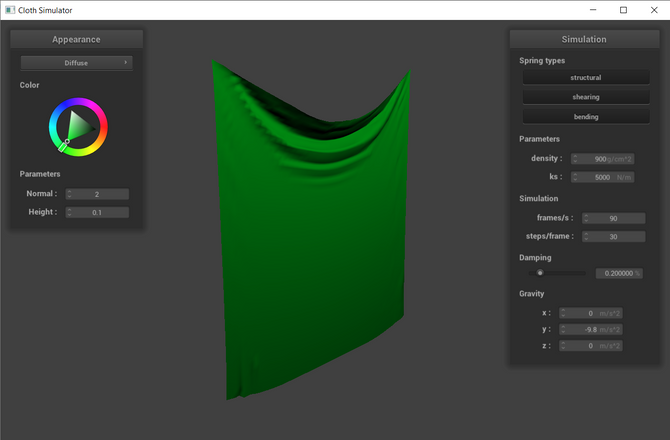 Cloth Simulator
Appearance
Diffuse
Color
Parameters
Normal : 2
Height : 0.1
Simulation
Spring types
structural
shearing
bending
Parameters
density : 900 g/cm^2
ks : 5000 N/m
Simulation
frames/s : 90
steps/frame : 30
Damping
0.200000 %
Gravity
x : 0 m/s^2
y : -9.8 m/s^2
z : 0 m/s^2